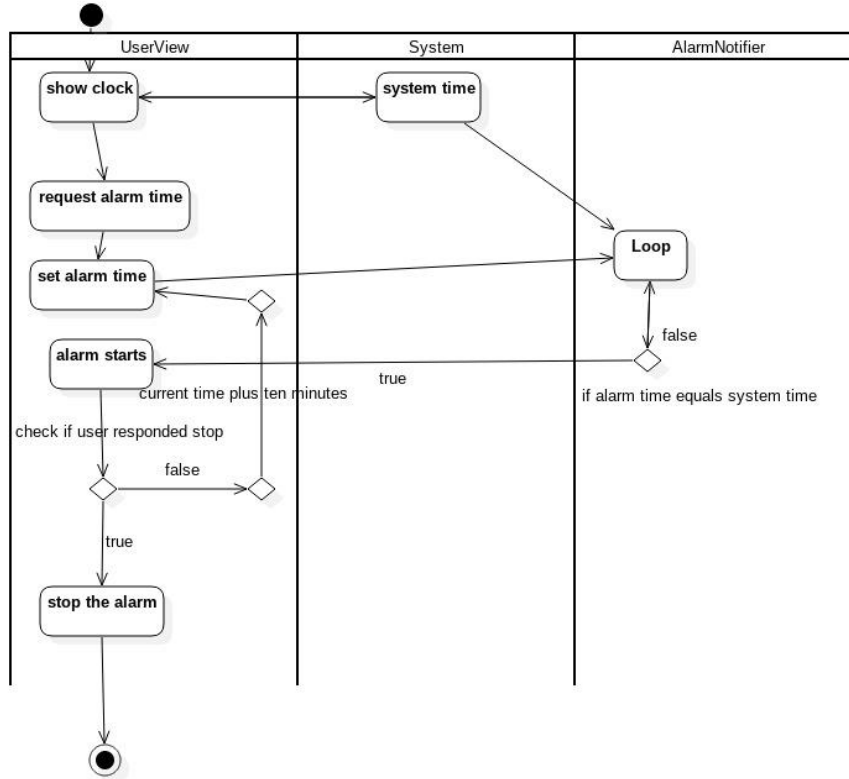 UserView
System
AlarmNotifier
show clock
system time
request alarm time
Loop
set alarm time
false
alarm starts
true
current time plus ten minutes
if alarm time equals system time
check if user responded stop
false
true
stop the alarm